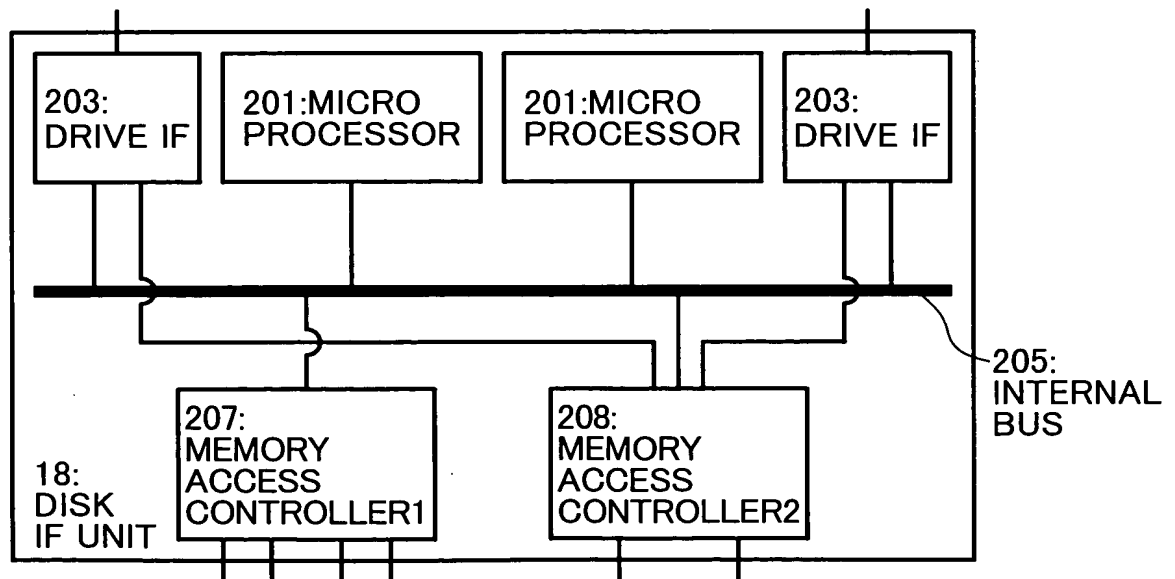 203:
DRIVE IF
201:MICRO
PROCESSOR
201:MICRO
PROCESSOR
203:
DRIVE IF
205:
INTERNAL
BUS
207:
MEMORY
ACCESS
CONTROLLER1
208:
MEMORY
ACCESS
CONTROLLER2
18:
DISK
IF UNIT